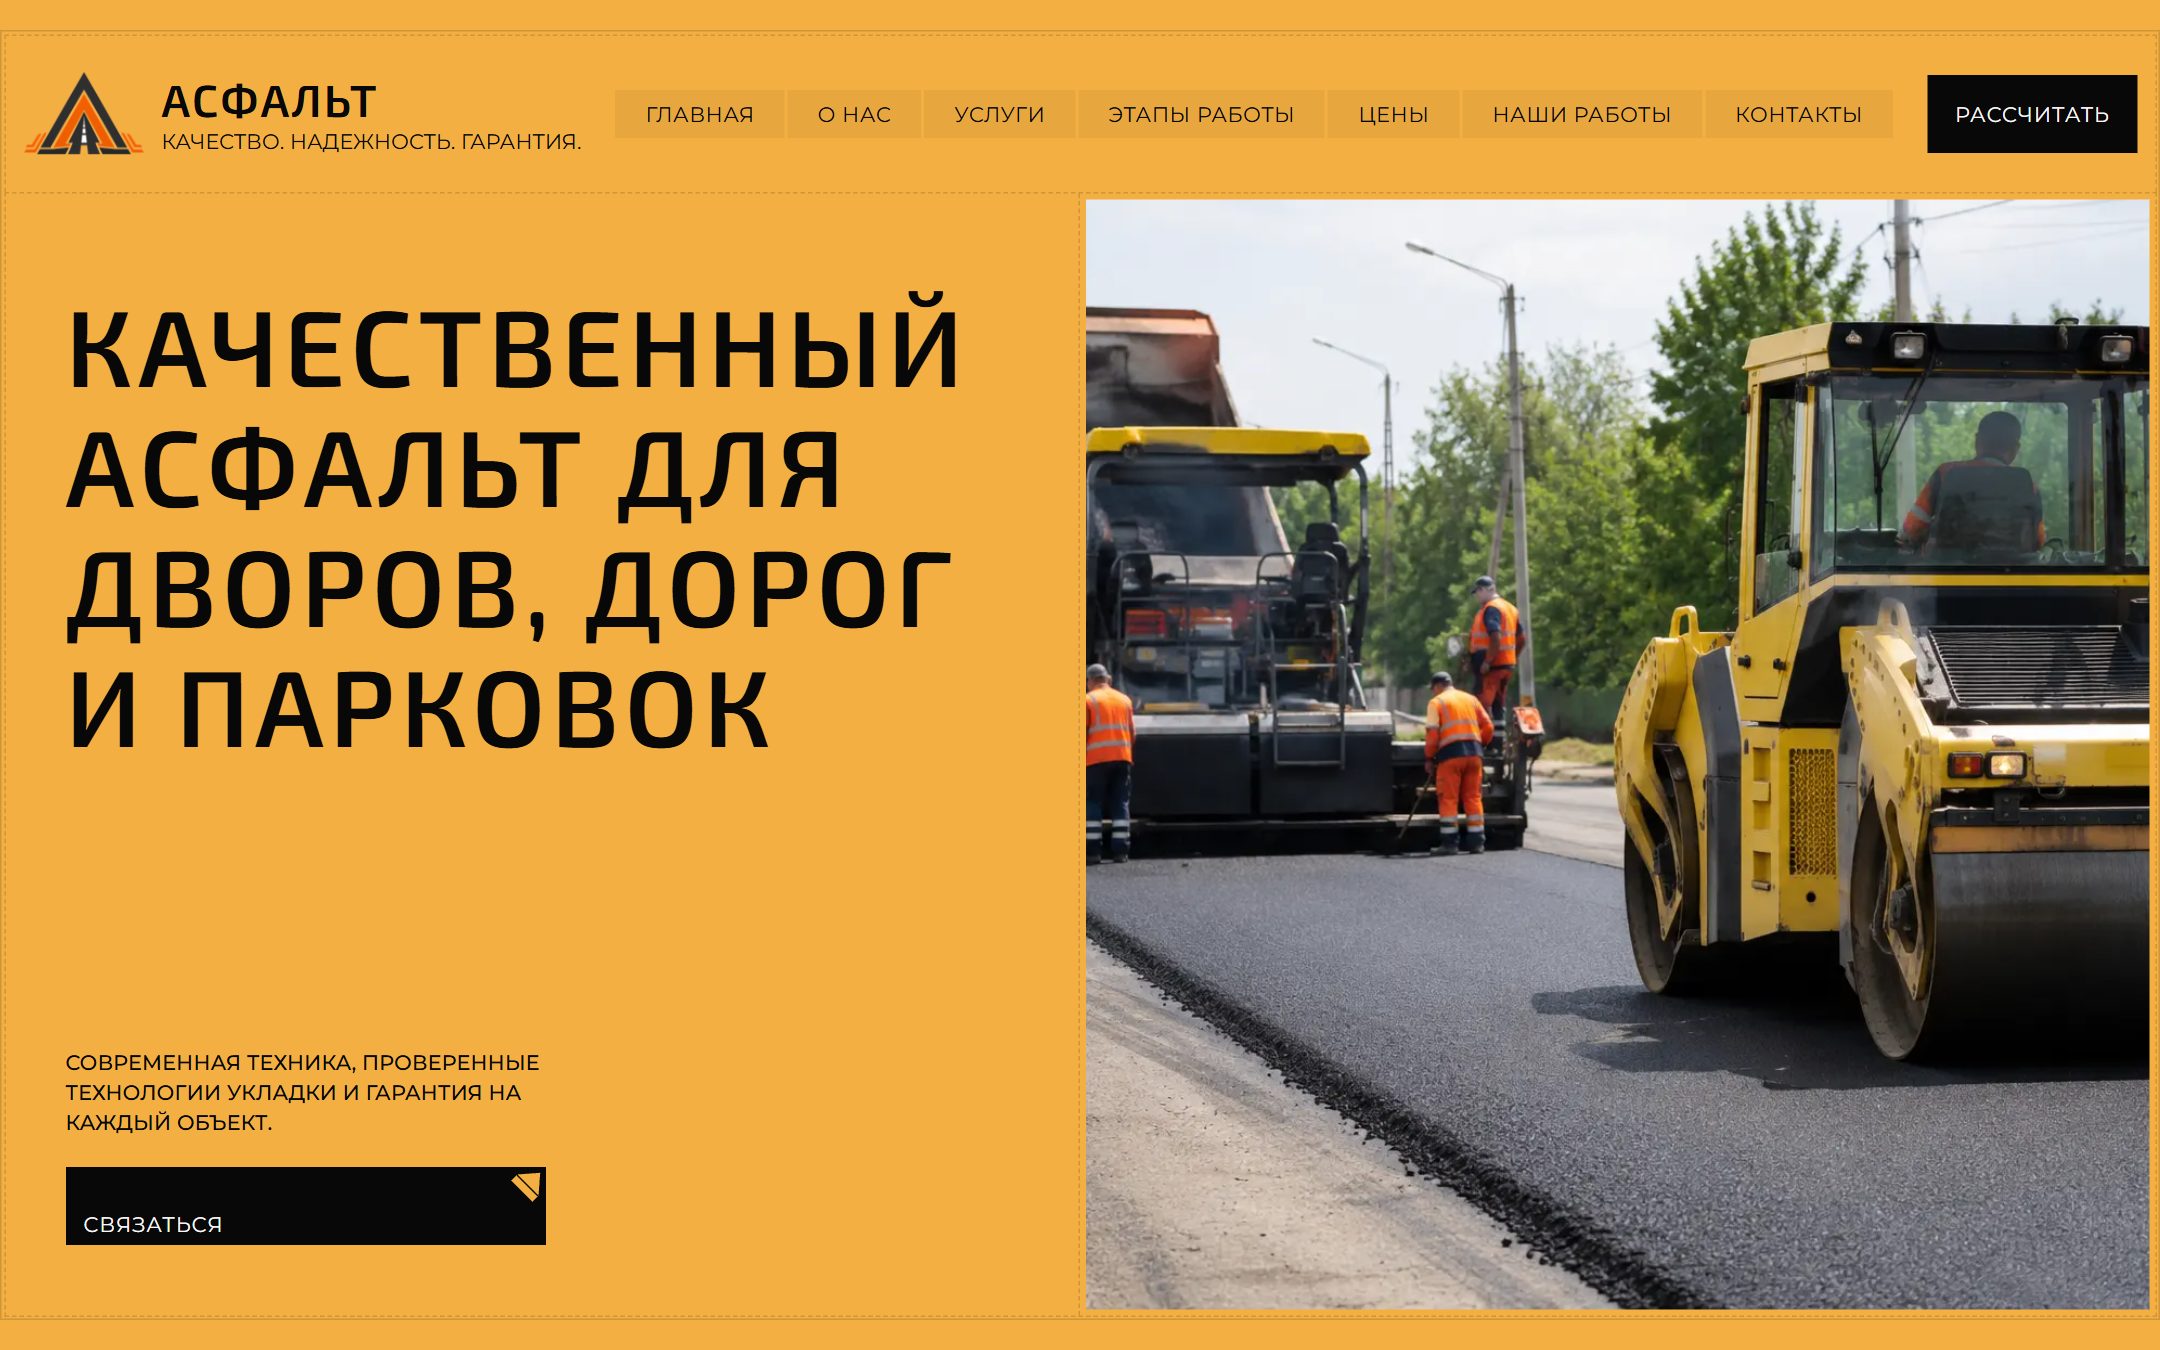 АСФАЛЬТ
КАЧЕСТВО. НАДЕЖНОСТЬ. ГАРАНТИЯ.
ГЛАВНАЯ
О НАС
УСЛУГИ
ЭТАПЫ РАБОТЫ
ЦЕНЫ
НАШИ РАБОТЫ
КОНТАКТЫ
РАССЧИТАТЬ
КАЧЕСТВЕННЫЙ
АСФАЛЬТ ДЛЯ
ДВОРОВ, ДОРОГ
И ПАРКОВОК
СОВРЕМЕННАЯ ТЕХНИКА, ПРОВЕРЕННЫЕ
ТЕХНОЛОГИИ УКЛАДКИ И ГАРАНТИЯ НА
КАЖДЫЙ ОБЪЕКТ.
СВЯЗАТЬСЯ